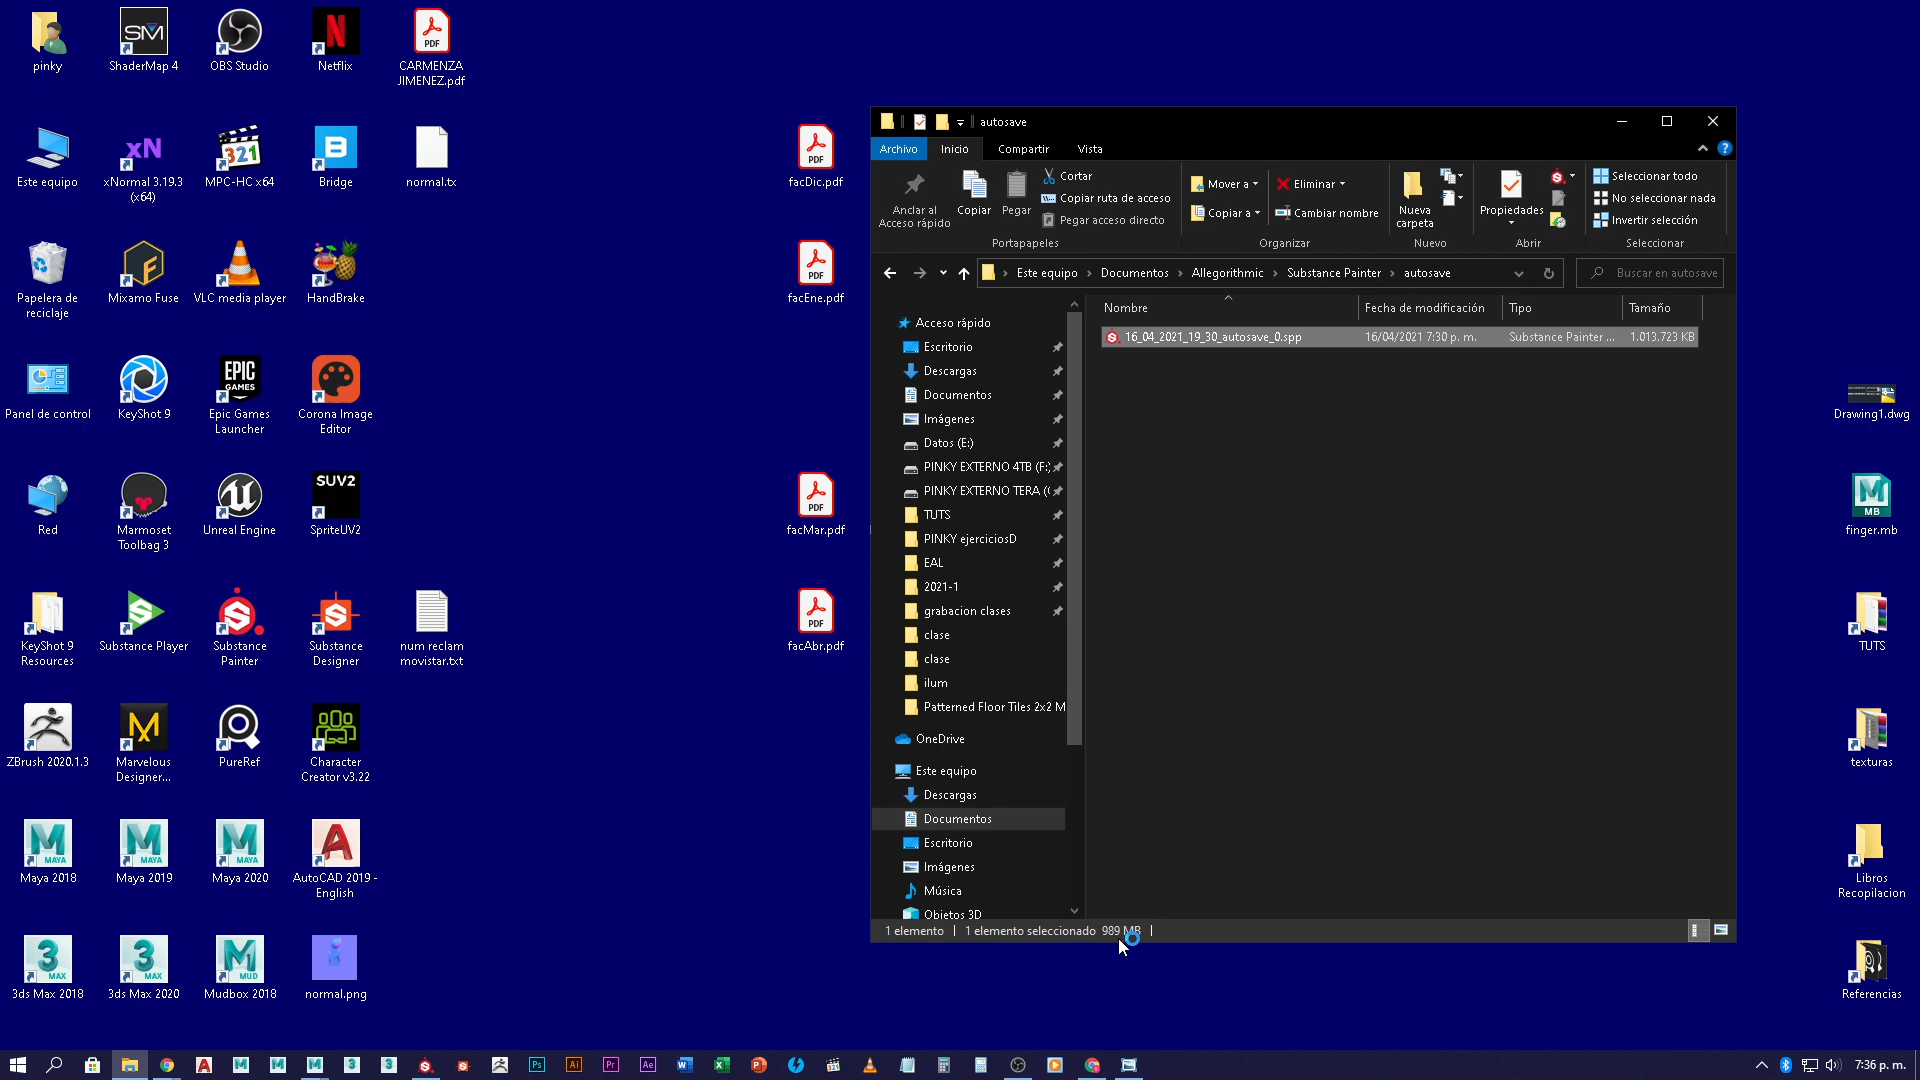 pinky
ShaderMap 4
OBS Studio
Netflix
CARMENZA
JIMENEZ.pdf
Este equipo
xNormal 3.19.3
(x64)
MPC-HC x64
Bridge
normal.tx
Papelera de
reciclaje
Mixamo Fuse
VLC media player
HandBrake
Panel de control
KeyShot 9
Epic Games
Launcher
Corona Image
Editor
Red
Marmoset
Toolbag 3
Unreal Engine
SpriteUV2
KeyShot 9
Resources
Substance Player
Substance
Painter
Substance
Designer
num reclam
movistar.txt
ZBrush 2020.1.3
Marvelous
Designer...
PureRef
Character
Creator v3.22
Maya 2018
Maya 2019
Maya 2020
AutoCAD 2019 -
English
3ds Max 2018
3ds Max 2020
Mudbox 2018
normal.png
facDic.pdf
facEne.pdf
facMar.pdf
facAbr.pdf
autosave
Archivo
Inicio
Compartir
Vista
Anclar al
Acceso rápido
Copiar
Pegar
Cortar
Copiar ruta de acceso
Pegar acceso directo
Portapapeles
Mover a
Copiar a
Eliminar
Cambiar nombre
Organizar
Nueva
carpeta
Nuevo
Propiedades
Abrir
Seleccionar todo
No seleccionar nada
Invertir selección
Seleccionar
Este equipo > Documentos > Allegorithmic > Substance Painter > autosave
Buscar en autosave
Nombre
Fecha de modificación
Tipo
Tamaño
16_04_2021_19_30_autosave_0.spp
16/04/2021 7:30 p. m.
Substance Painter ...
1.013.723 KB
Acceso rápido
Escritorio
Descargas
Documentos
Imágenes
Datos (E:)
PINKY EXTERNO 4TB (F:)
PINKY EXTERNO TERA (
TUTS
PINKY ejerciciosD
EAL
2021-1
grabacion clases
clase
clase
ilum
Patterned Floor Tiles 2x2 M
OneDrive
Este equipo
Descargas
Documentos
Escritorio
Imágenes
Música
Objetos 3D
1 elemento
1 elemento seleccionado 989 MB
Drawing1.dwg
finger.mb
TUTS
texturas
Libros
Recopilacion
Referencias
7:36 p. m.